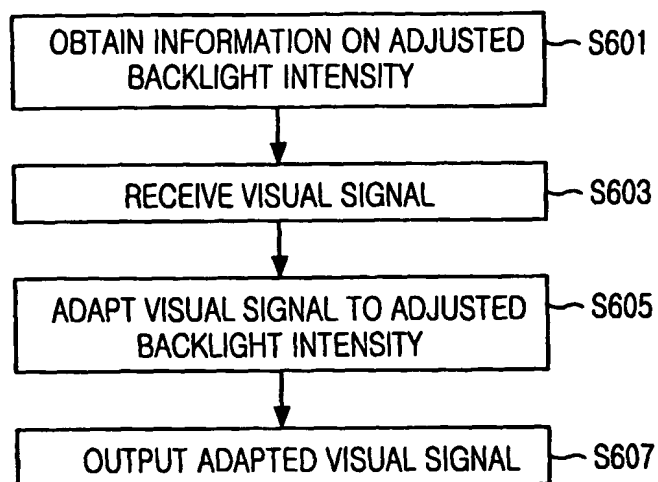 OBTAIN INFORMATION ON ADJUSTED S601
BACKLIGHT INTENSITY
RECEIVE VISUAL SIGNAL S603
ADAPT VISUAL SIGNAL TO ADJUSTED S605
BACKLIGHT INTENSITY
OUTPUT ADAPTED VISUAL SIGNAL S607